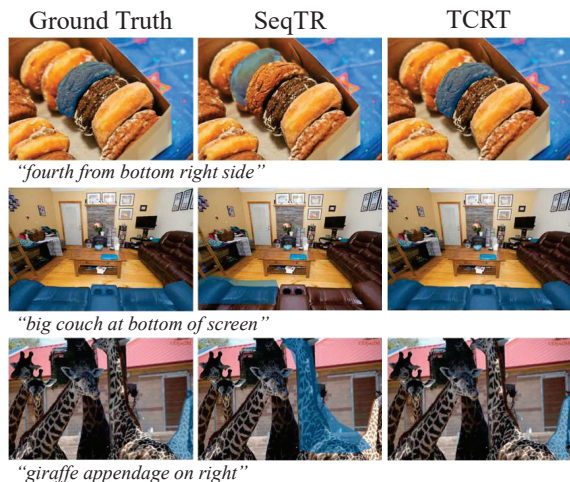 Ground Truth SeqTR TCRT
“fourth from bottom right side”
“big couch at bottom of screen”
“giraffe appendage on right”